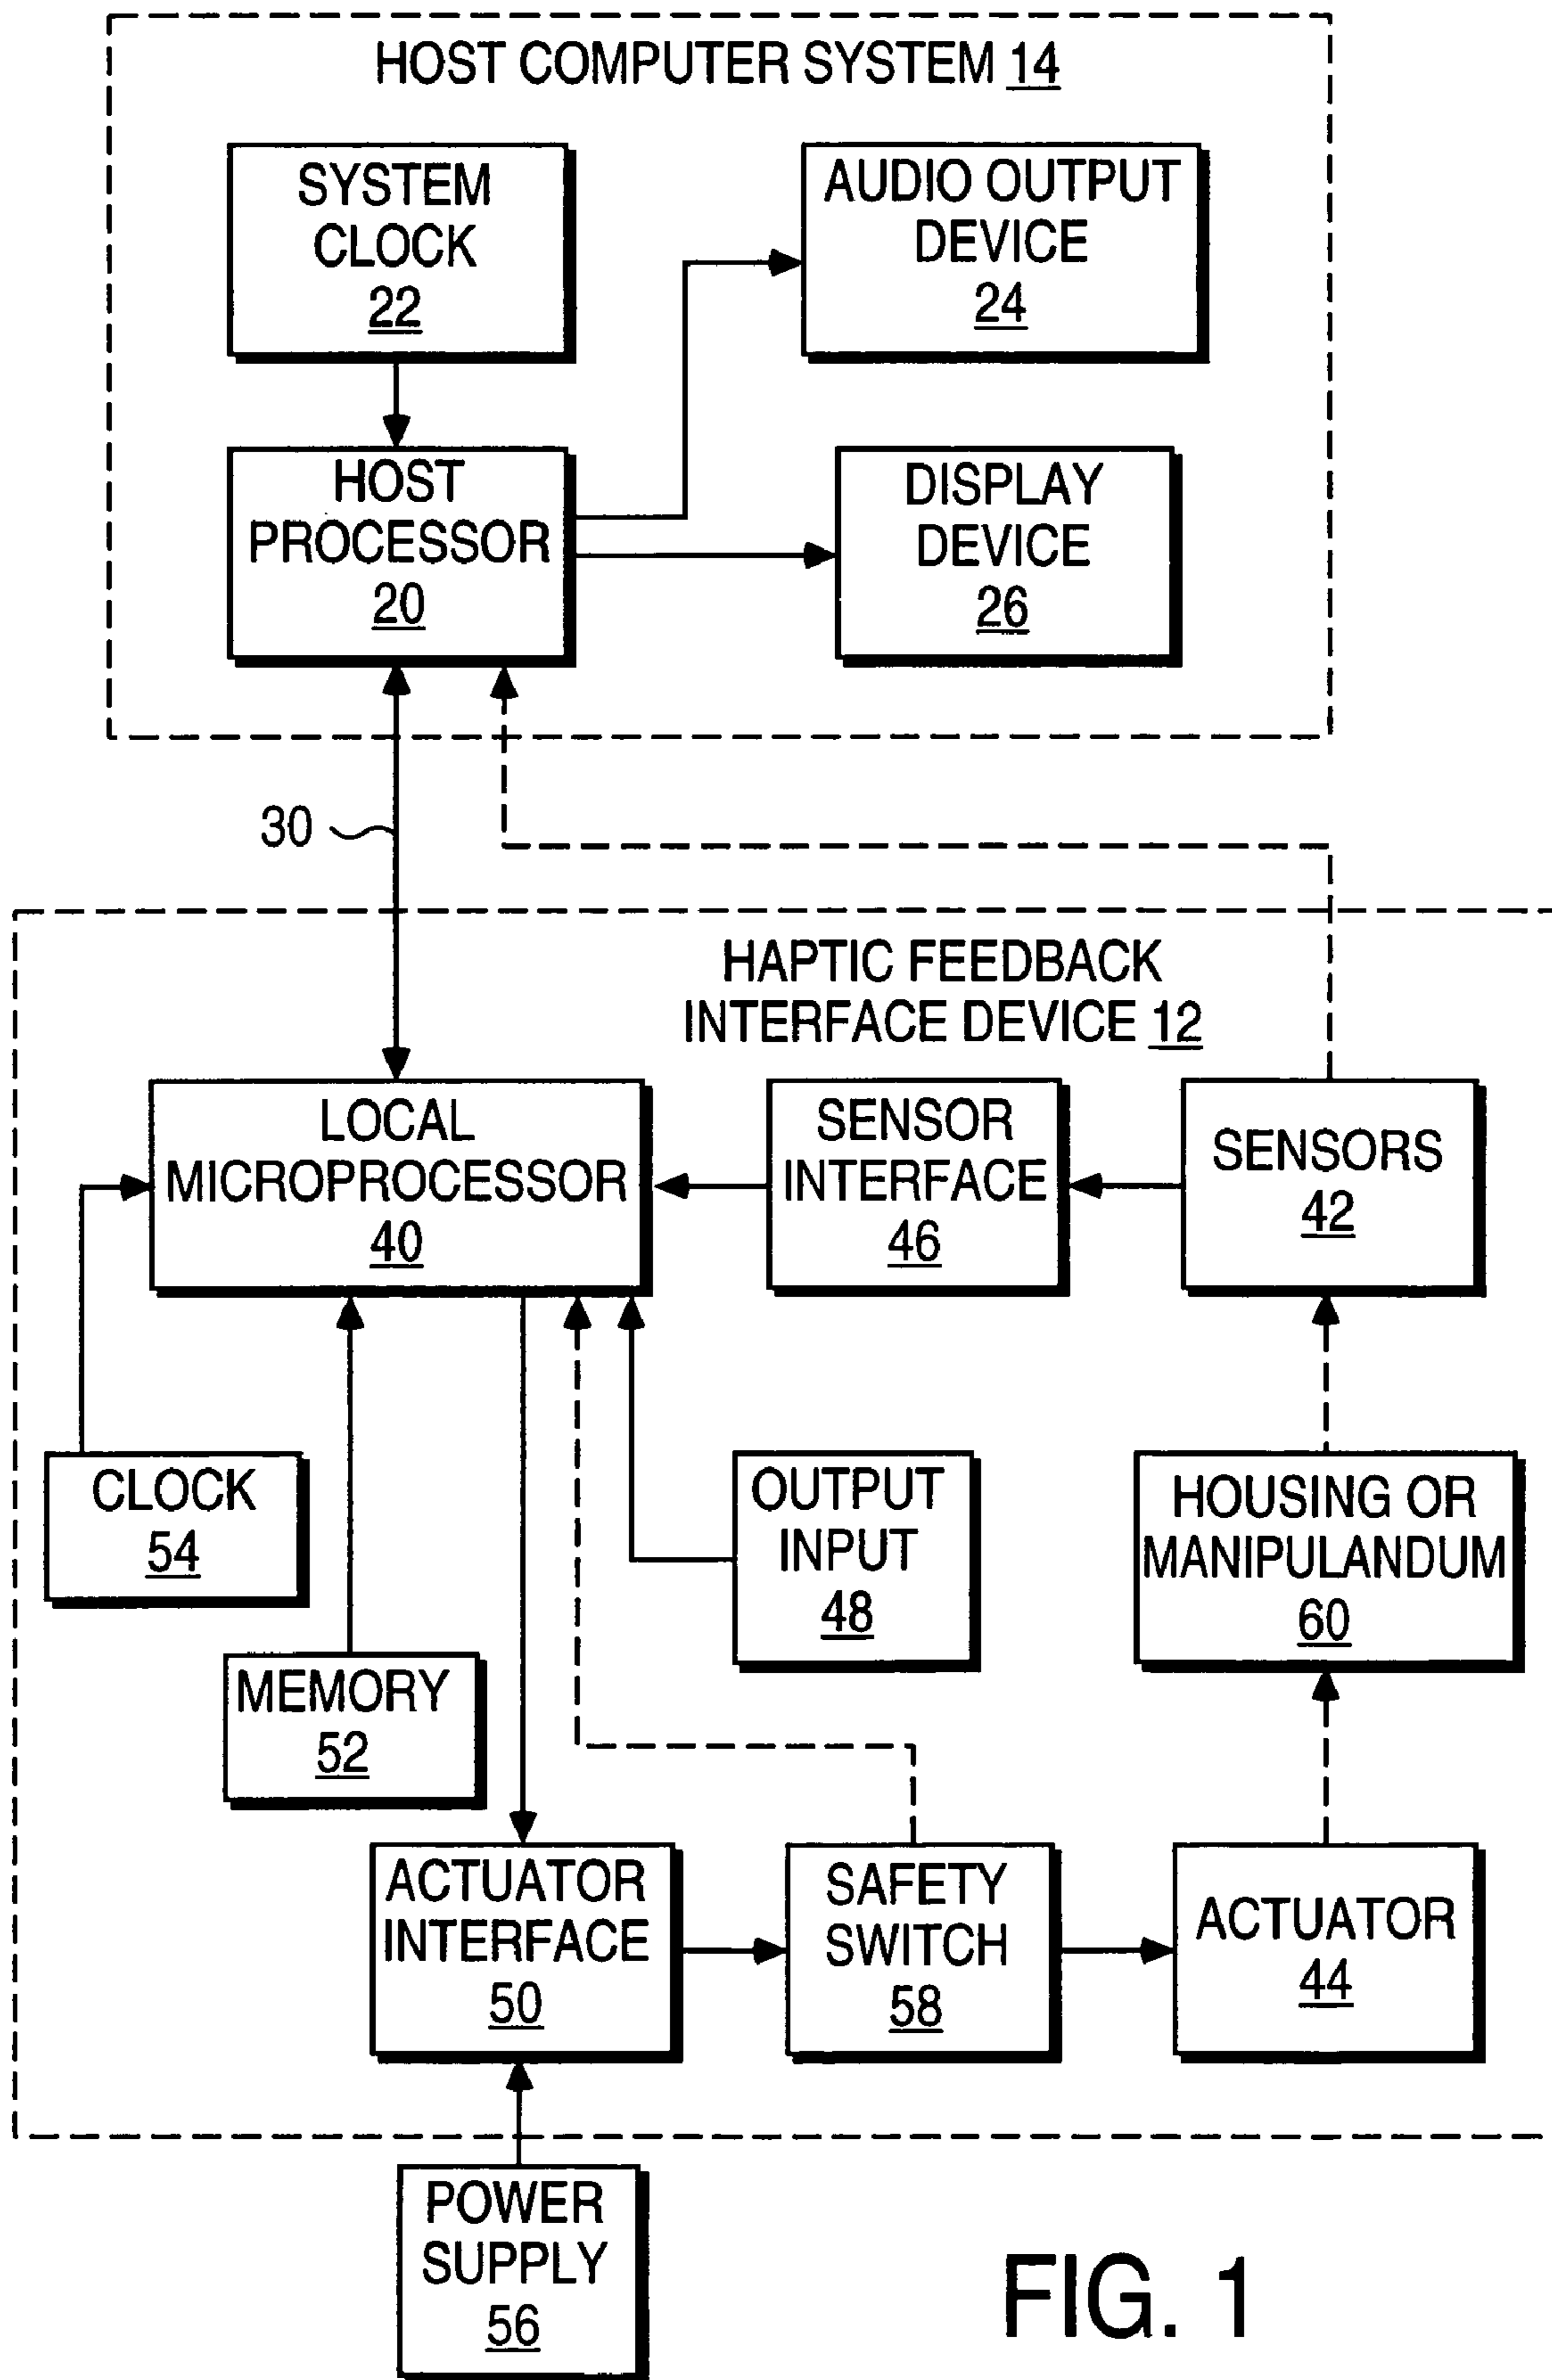 HOST COMPUTER SYSTEM 14
SYSTEM
CLOCK
22
AUDIO OUTPUT
DEVICE
24
HOST
PROCESSOR
20
DISPLAY
DEVICE
26
30
HAPTIC FEEDBACK
INTERFACE DEVICE 12
LOCAL
MICROPROCESSOR
40
SENSOR
INTERFACE
46
SENSORS
42
CLOCK
54
OUTPUT
INPUT
48
HOUSING OR
MANIPULANDUM
60
MEMORY
52
ACTUATOR
INTERFACE
50
SAFETY
SWITCH
58
ACTUATOR
44
POWER
SUPPLY
56
FIG. 1